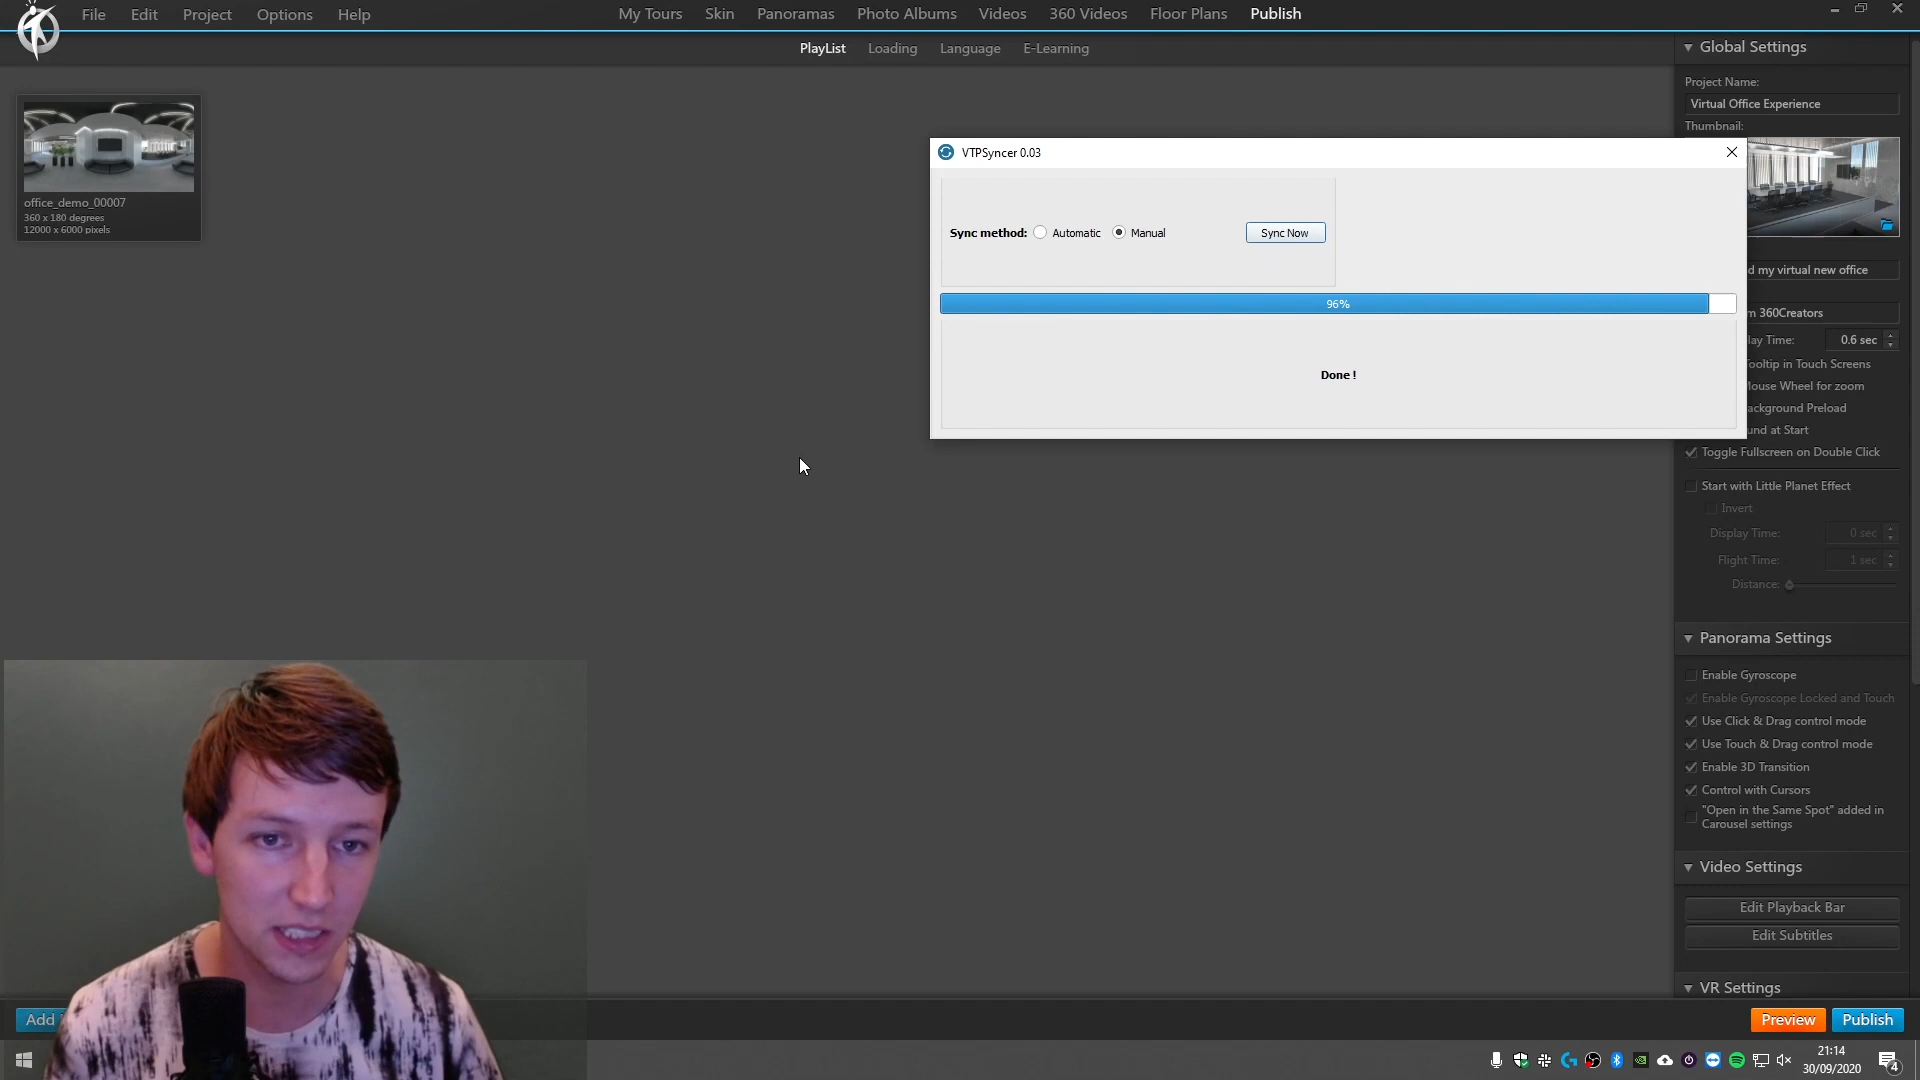 File Edit Project Options Help
My Tours Skin Panoramas Photo Albums Videos 360 Videos Floor Plans Publish
PlayList Loading Language E-Learning
office_demo_00007
360 x 180 degrees
12000 x 6000 pixels
VTPSyncer 0.03
Sync method: Automatic Manual Sync Now
96%
Done !
Global Settings
Project Name:
Virtual Office Experience
Thumbnail:
d my virtual new office
m 360Creators
lay Time: 0.6 sec
Tooltip in Touch Screens
Mouse Wheel for zoom
ackground Preload
und at Start
Toggle Fullscreen on Double Click
Start with Little Planet Effect
Invert
Display Time: 0 sec
Flight Time: 1 sec
Distance:
Panorama Settings
Enable Gyroscope
Enable Gyroscope Locked and Touch
Use Click & Drag control mode
Use Touch & Drag control mode
Enable 3D Transition
Control with Cursors
"Open in the Same Spot" added in
Carousel settings
Video Settings
Edit Playback Bar
Edit Subtitles
VR Settings
Add
Preview Publish
21:14
30/09/2020
4